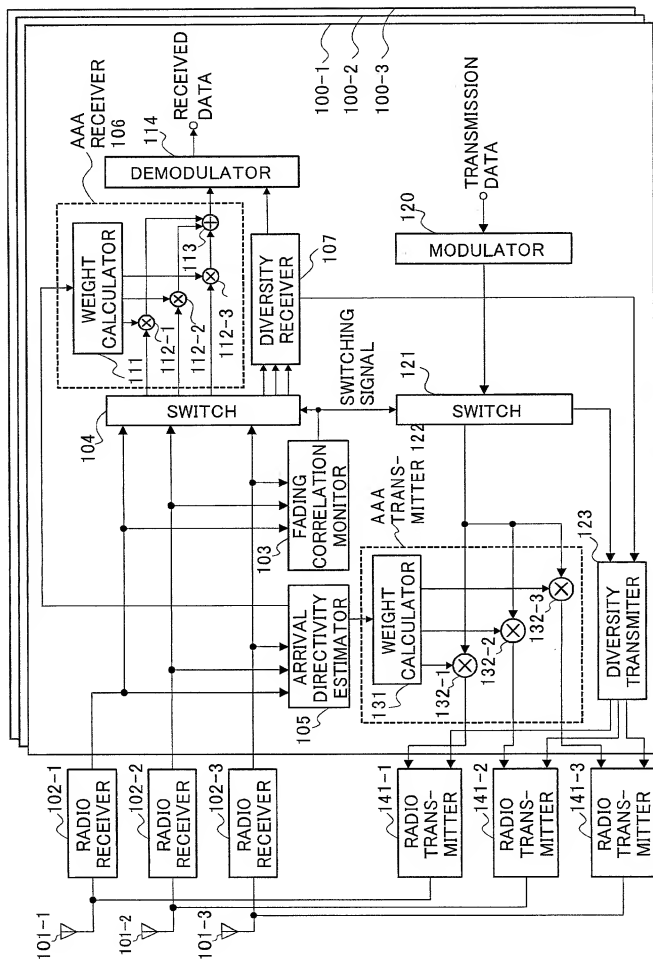 100-1
100-2
100-3
AAA
RECEIVER
106
WEIGHT
CALCULATOR
111
112-1
112-2
112-3
113
114
DEMODULATOR
RECEIVED
DATA
DIVERSITY
RECEIVER
107
104
SWITCH
SWITCHING
SIGNAL
FADING
CORRELATION
MONITOR
103
ARRIVAL
DIRECTIVITY
ESTIMATOR
105
120
MODULATOR
TRANSMISSION
DATA
121
SWITCH
AAA
TRANS-
MITTER 122
WEIGHT
CALCULATOR
131
132-1
132-2
132-3
123
DIVERSITY
TRANSMITER
102-1
RADIO
RECEIVER
102-2
RADIO
RECEIVER
102-3
RADIO
RECEIVER
141-1
RADIO
TRANS-
MITTER
141-2
RADIO
TRANS-
MITTER
141-3
RADIO
TRANS-
MITTER
101-1
101-2
101-3